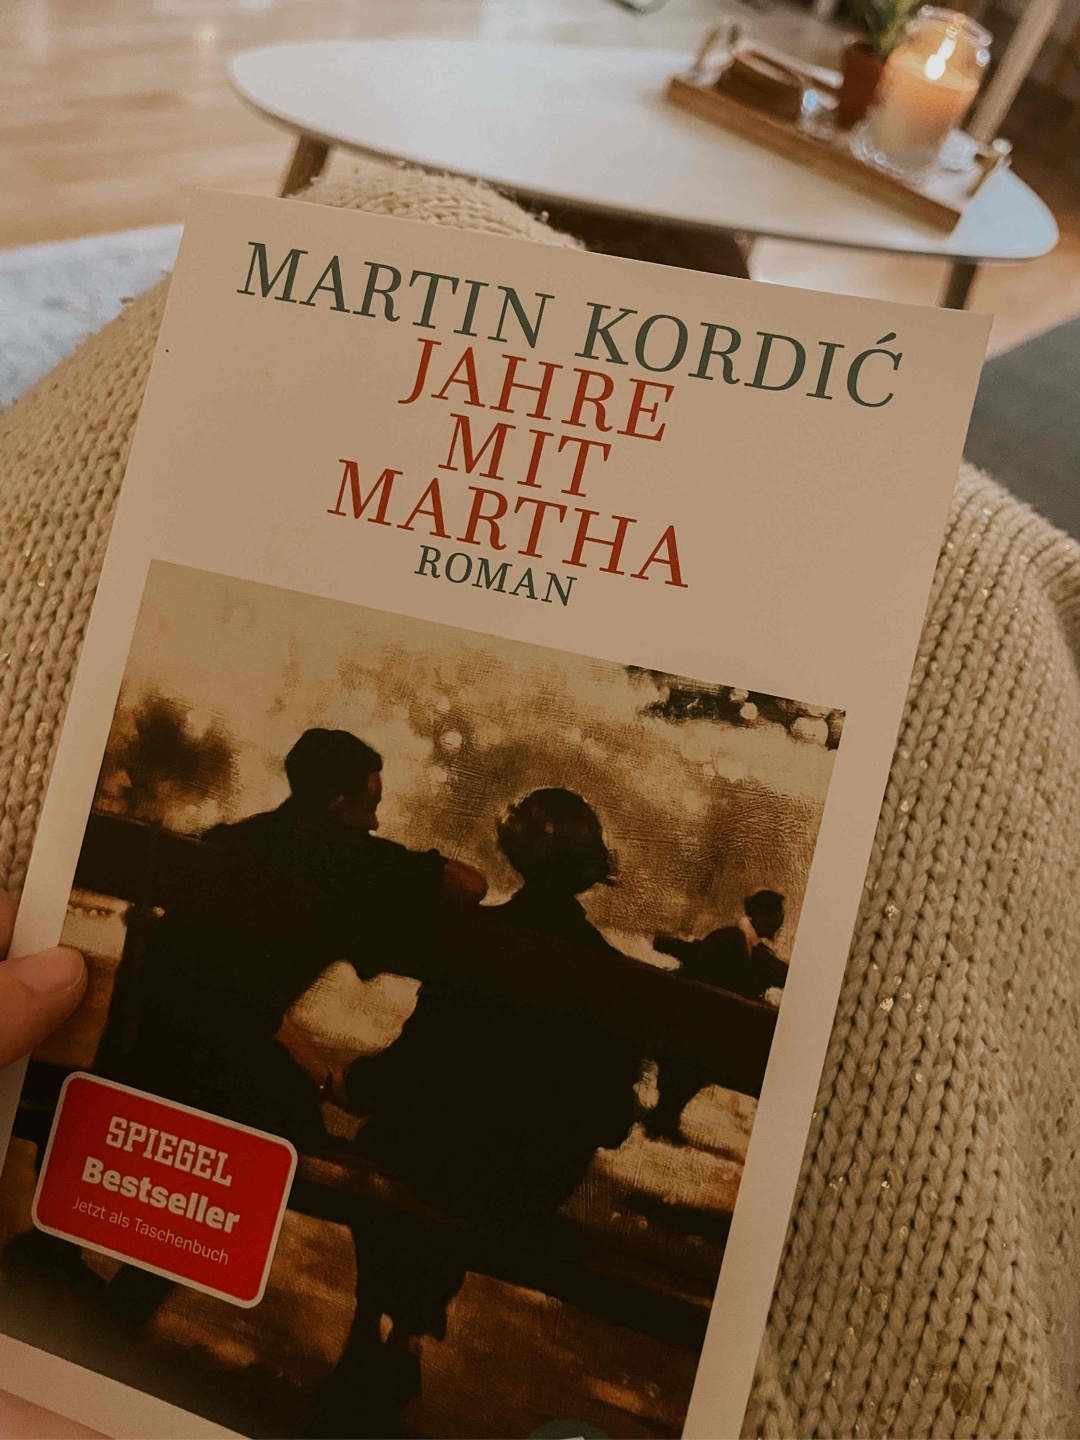 MARTIN KORDIĆ
JAHRE
MIT
MARTHA
ROMAN
SPIEGEL
Bestseller
Jetzt als Taschenbuch